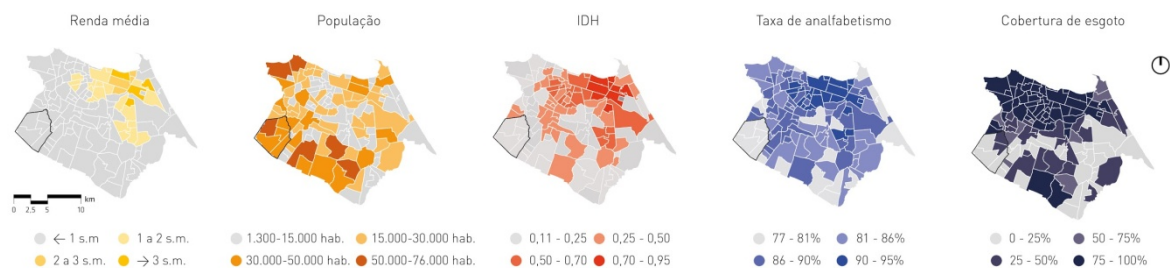 Renda média
População
IDH
Taxa de analfabetismo
Cobertura de esgoto
km
0 2.5 5 10
← 1 s.m 1 a 2 s.m.
2 a 3 s.m. → 3 s.m.
1.300-15.000 hab. 15.000-30.000 hab.
30.000-50.000 hab. 50.000-76.000 hab.
0,11 - 0,25 0,25 - 0,50
0,50 - 0,70 0,70 - 0,95
77 - 81% 81 - 86%
86 - 90% 90 - 95%
0 - 25% 50 - 75%
25 - 50% 75 - 100%